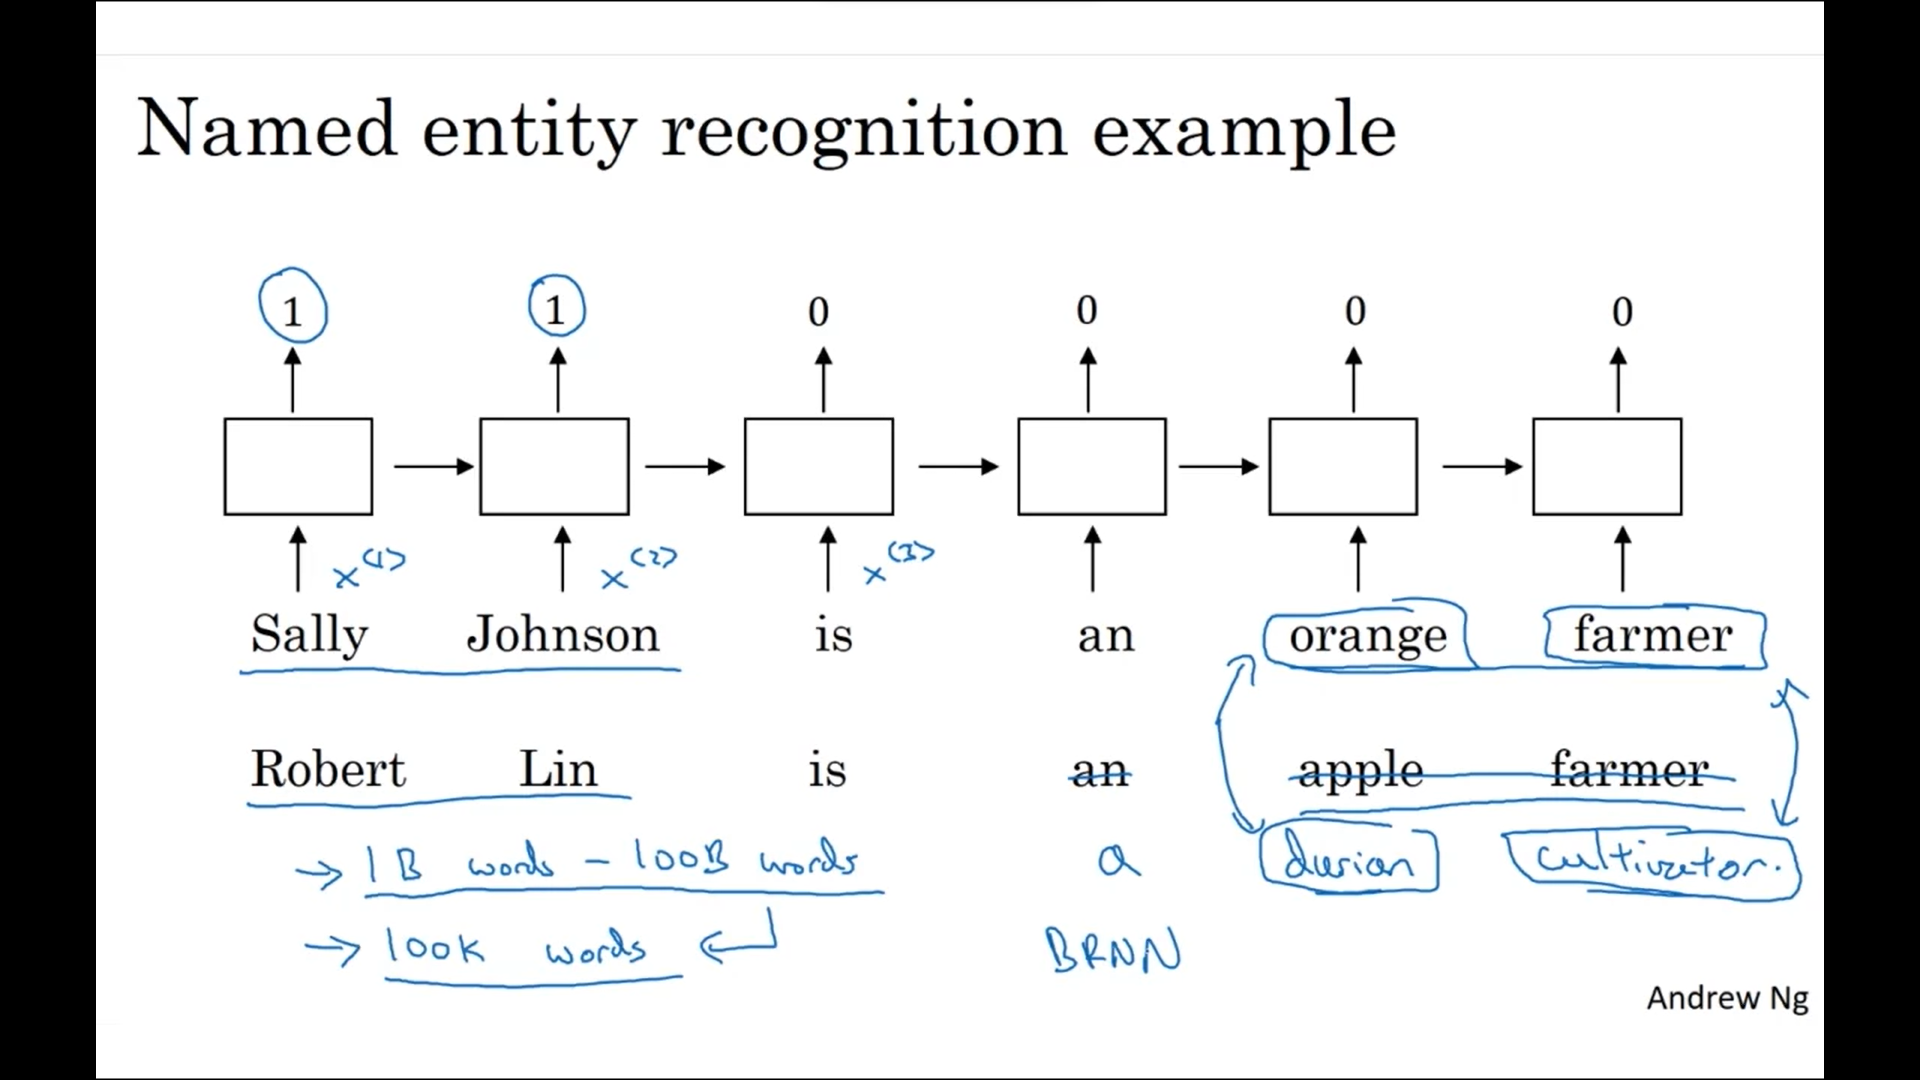 Named entity recognition example
1 1 0 0 0 0
x<1> x<2> x<3>
Sally Johnson is an orange farmer
Robert Lin is an apple farmer
→ 1B words - 100B words a durian cultivator.
→ 100K words BRNN
Andrew Ng